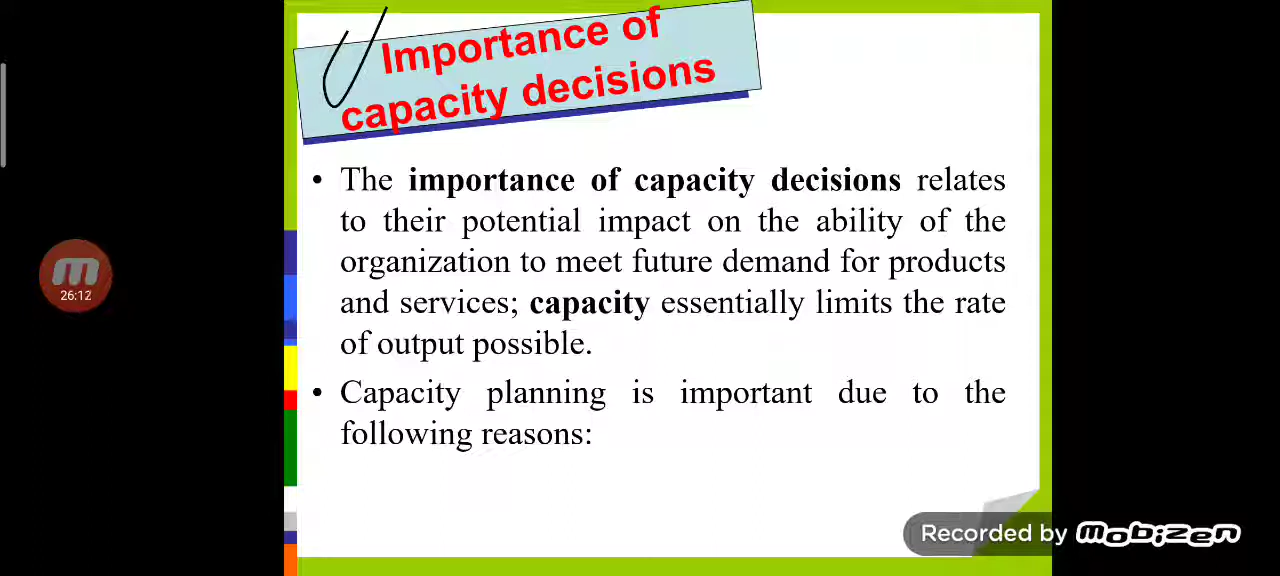 Importance of
capacity decisions
• The importance of capacity decisions relates
to their potential impact on the ability of the
organization to meet future demand for products
and services; capacity essentially limits the rate
of output possible.
• Capacity planning is important due to the
following reasons:
26:12
Recorded by mobizen